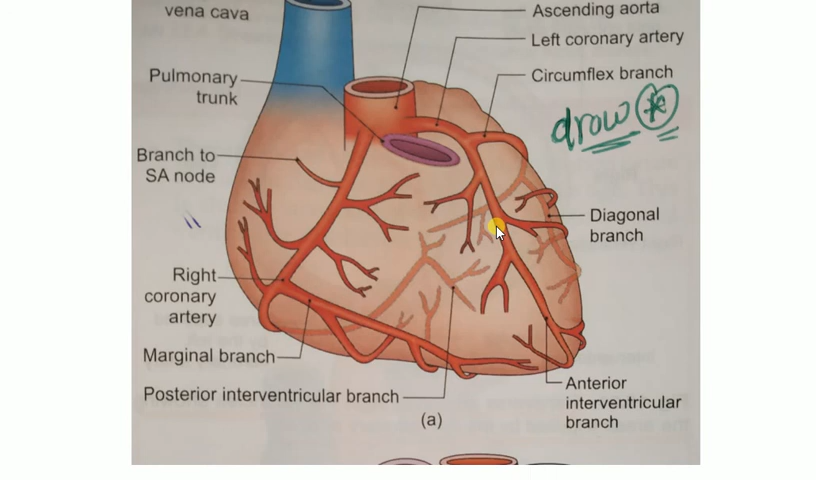 vena cava
Ascending aorta
Left coronary artery
Circumflex branch
Pulmonary
trunk
drow
Branch to
SA node
Diagonal
branch
Right
coronary
artery
Marginal branch
Posterior interventricular branch
Anterior
interventricular
branch
(a)